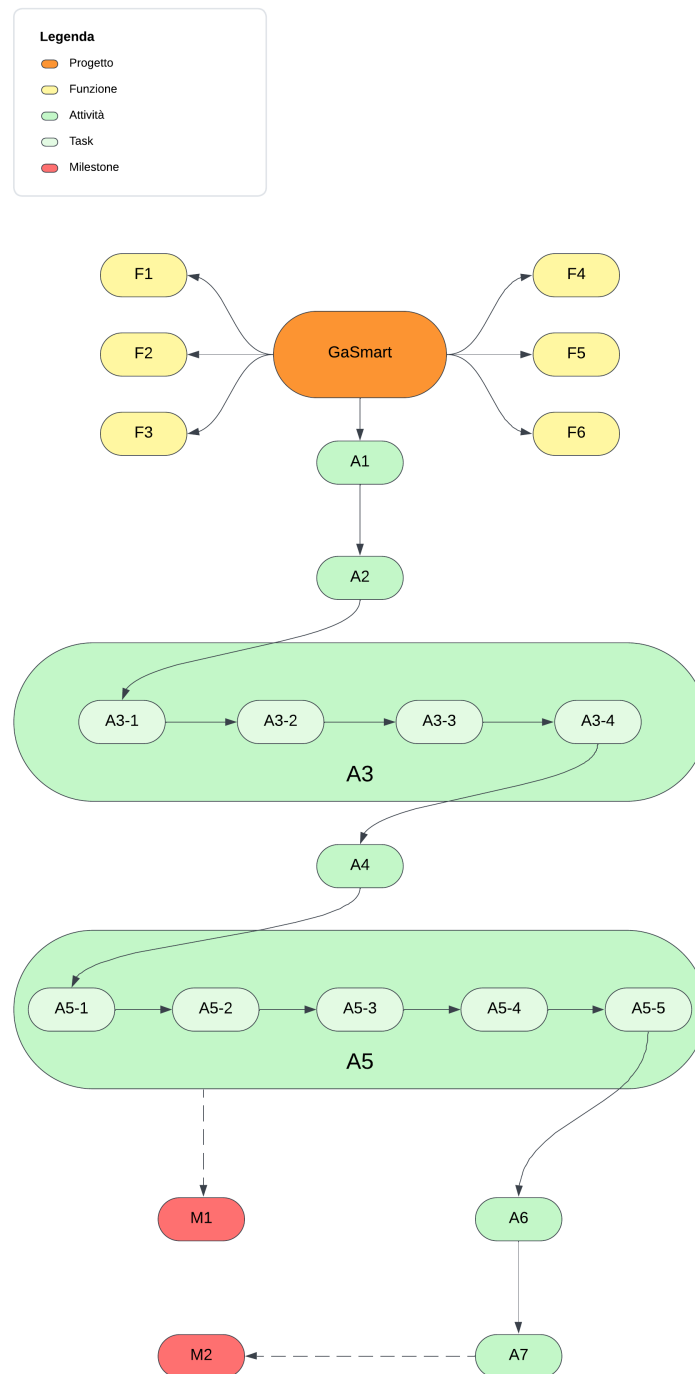 Legenda
Progetto
Funzione
Attività
Task
Milestone
F1
F4
GaSmart
F2
F5
F3
F6
A1
A2
A3-1
A3-2
A3-3
A3-4
A3
A4
A5-1
A5-2
A5-3
A5-4
A5-5
A5
M1
A6
M2
A7